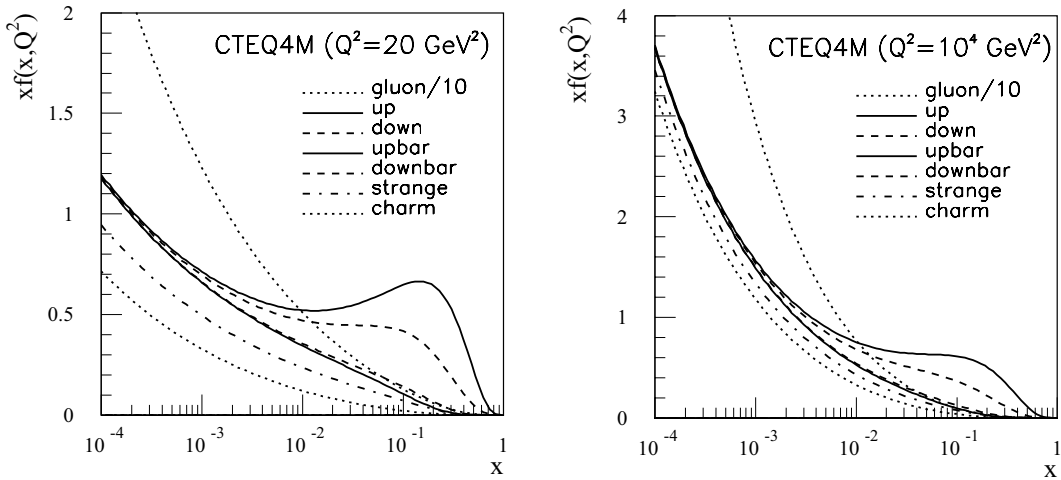 xf(x,Q²)
2
1.5
1
0.5
0
CTEQ4M (Q²=20 GeV²)
gluon/10
up
down
upbar
downbar
strange
charm
10⁻⁴ 10⁻³ 10⁻² 10⁻¹ 1
x
xf(x,Q²)
4
3
2
1
0
CTEQ4M (Q²=10⁴ GeV²)
gluon/10
up
down
upbar
downbar
strange
charm
10⁻⁴ 10⁻³ 10⁻² 10⁻¹ 1
x